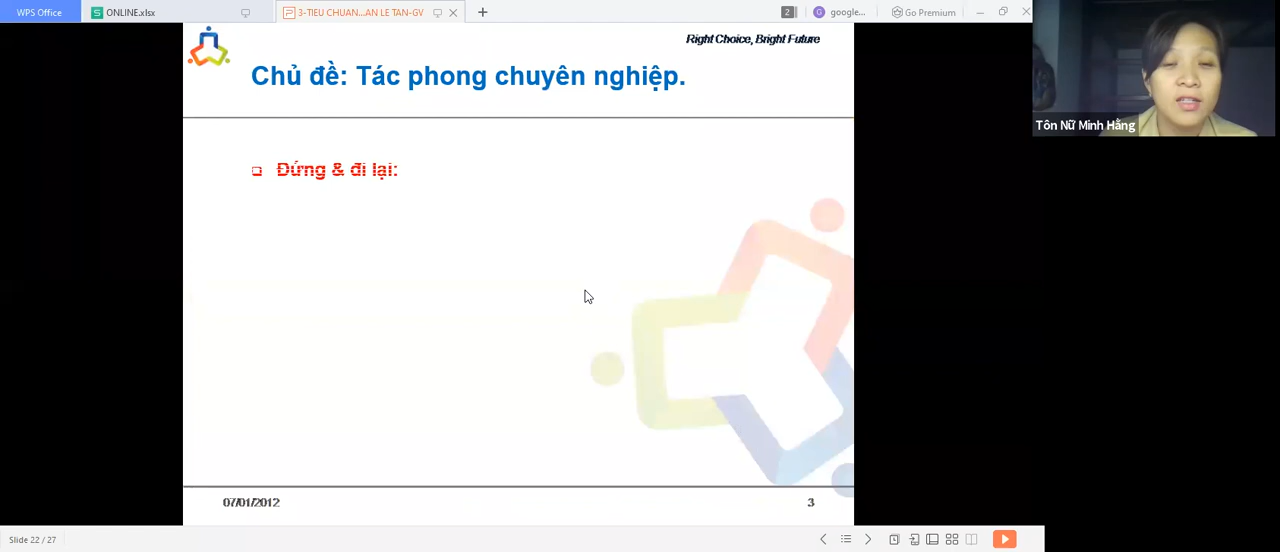 WPS Office
ONLINE.xlsx
3-TIEU CHUAN...AN LE TAN-GV
2
G
google...
Go Premium
Right Choice, Bright Future
Chủ đề: Tác phong chuyên nghiệp.
Đứng & đi lại:
Tôn Nữ Minh Hằng
07/01/2012
3
Slide 22 / 27